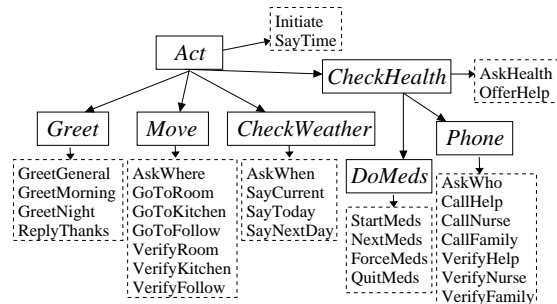 Initiate
SayTime
Act
CheckHealth
AskHealth
OfferHelp
Greet
Move
CheckWeather
Phone
DoMeds
GreetGeneral
GreetMorning
GreetNight
ReplyThanks
AskWhere
GoToRoom
GoToKitchen
GoToFollow
VerifyRoom
VerifyKitchen
VerifyFollow
AskWhen
SayCurrent
SayToday
SayNextDay
StartMeds
NextMeds
ForceMeds
QuitMeds
AskWho
CallHelp
CallNurse
CallFamily
VerifyHelp
VerifyNurse
VerifyFamily